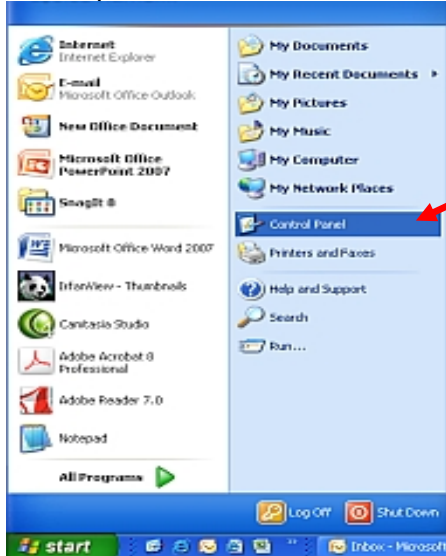 Internet
Internet Explorer
E-mail
Microsoft Office Outlook
New Office Document
Microsoft Office
PowerPoint 2007
SnagIt 8
Microsoft Office Word 2007
IrfanView - Thumbnails
Camtasia Studio
Adobe Acrobat 8
Professional
Adobe Reader 7.0
Notepad
All Programs
My Documents
My Recent Documents
My Pictures
My Music
My Computer
My Network Places
Control Panel
Printers and Faxes
Help and Support
Search
Run...
Log Off
Shut Down
start
Inbox - Microsoft